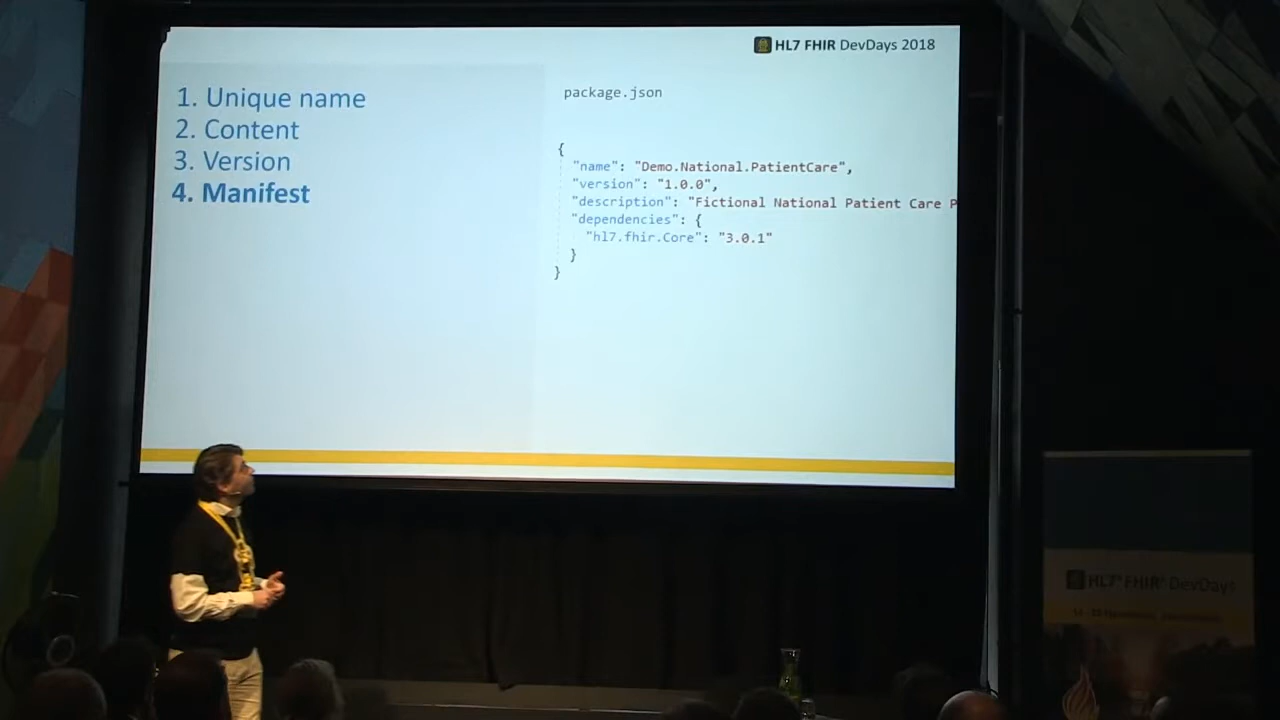 HL7 FHIR DevDays 2018
1. Unique name
2. Content
3. Version
4. Manifest
package.json
{
"name": "Demo.National.PatientCare",
"version": "1.0.0",
"description": "Fictional National Patient Care P
"dependencies": {
"hl7.fhir.Core": "3.0.1"
}
}
HL7® FHIR® DevDays